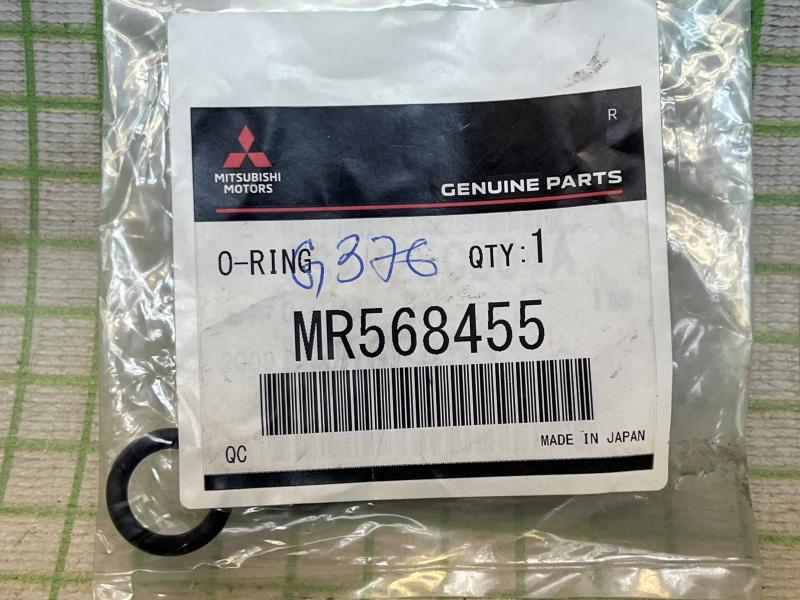 R
MITSUBISHI
MOTORS
GENUINE PARTS
O-RING 6,376 QTY:1
MR568455
QC
MADE IN JAPAN